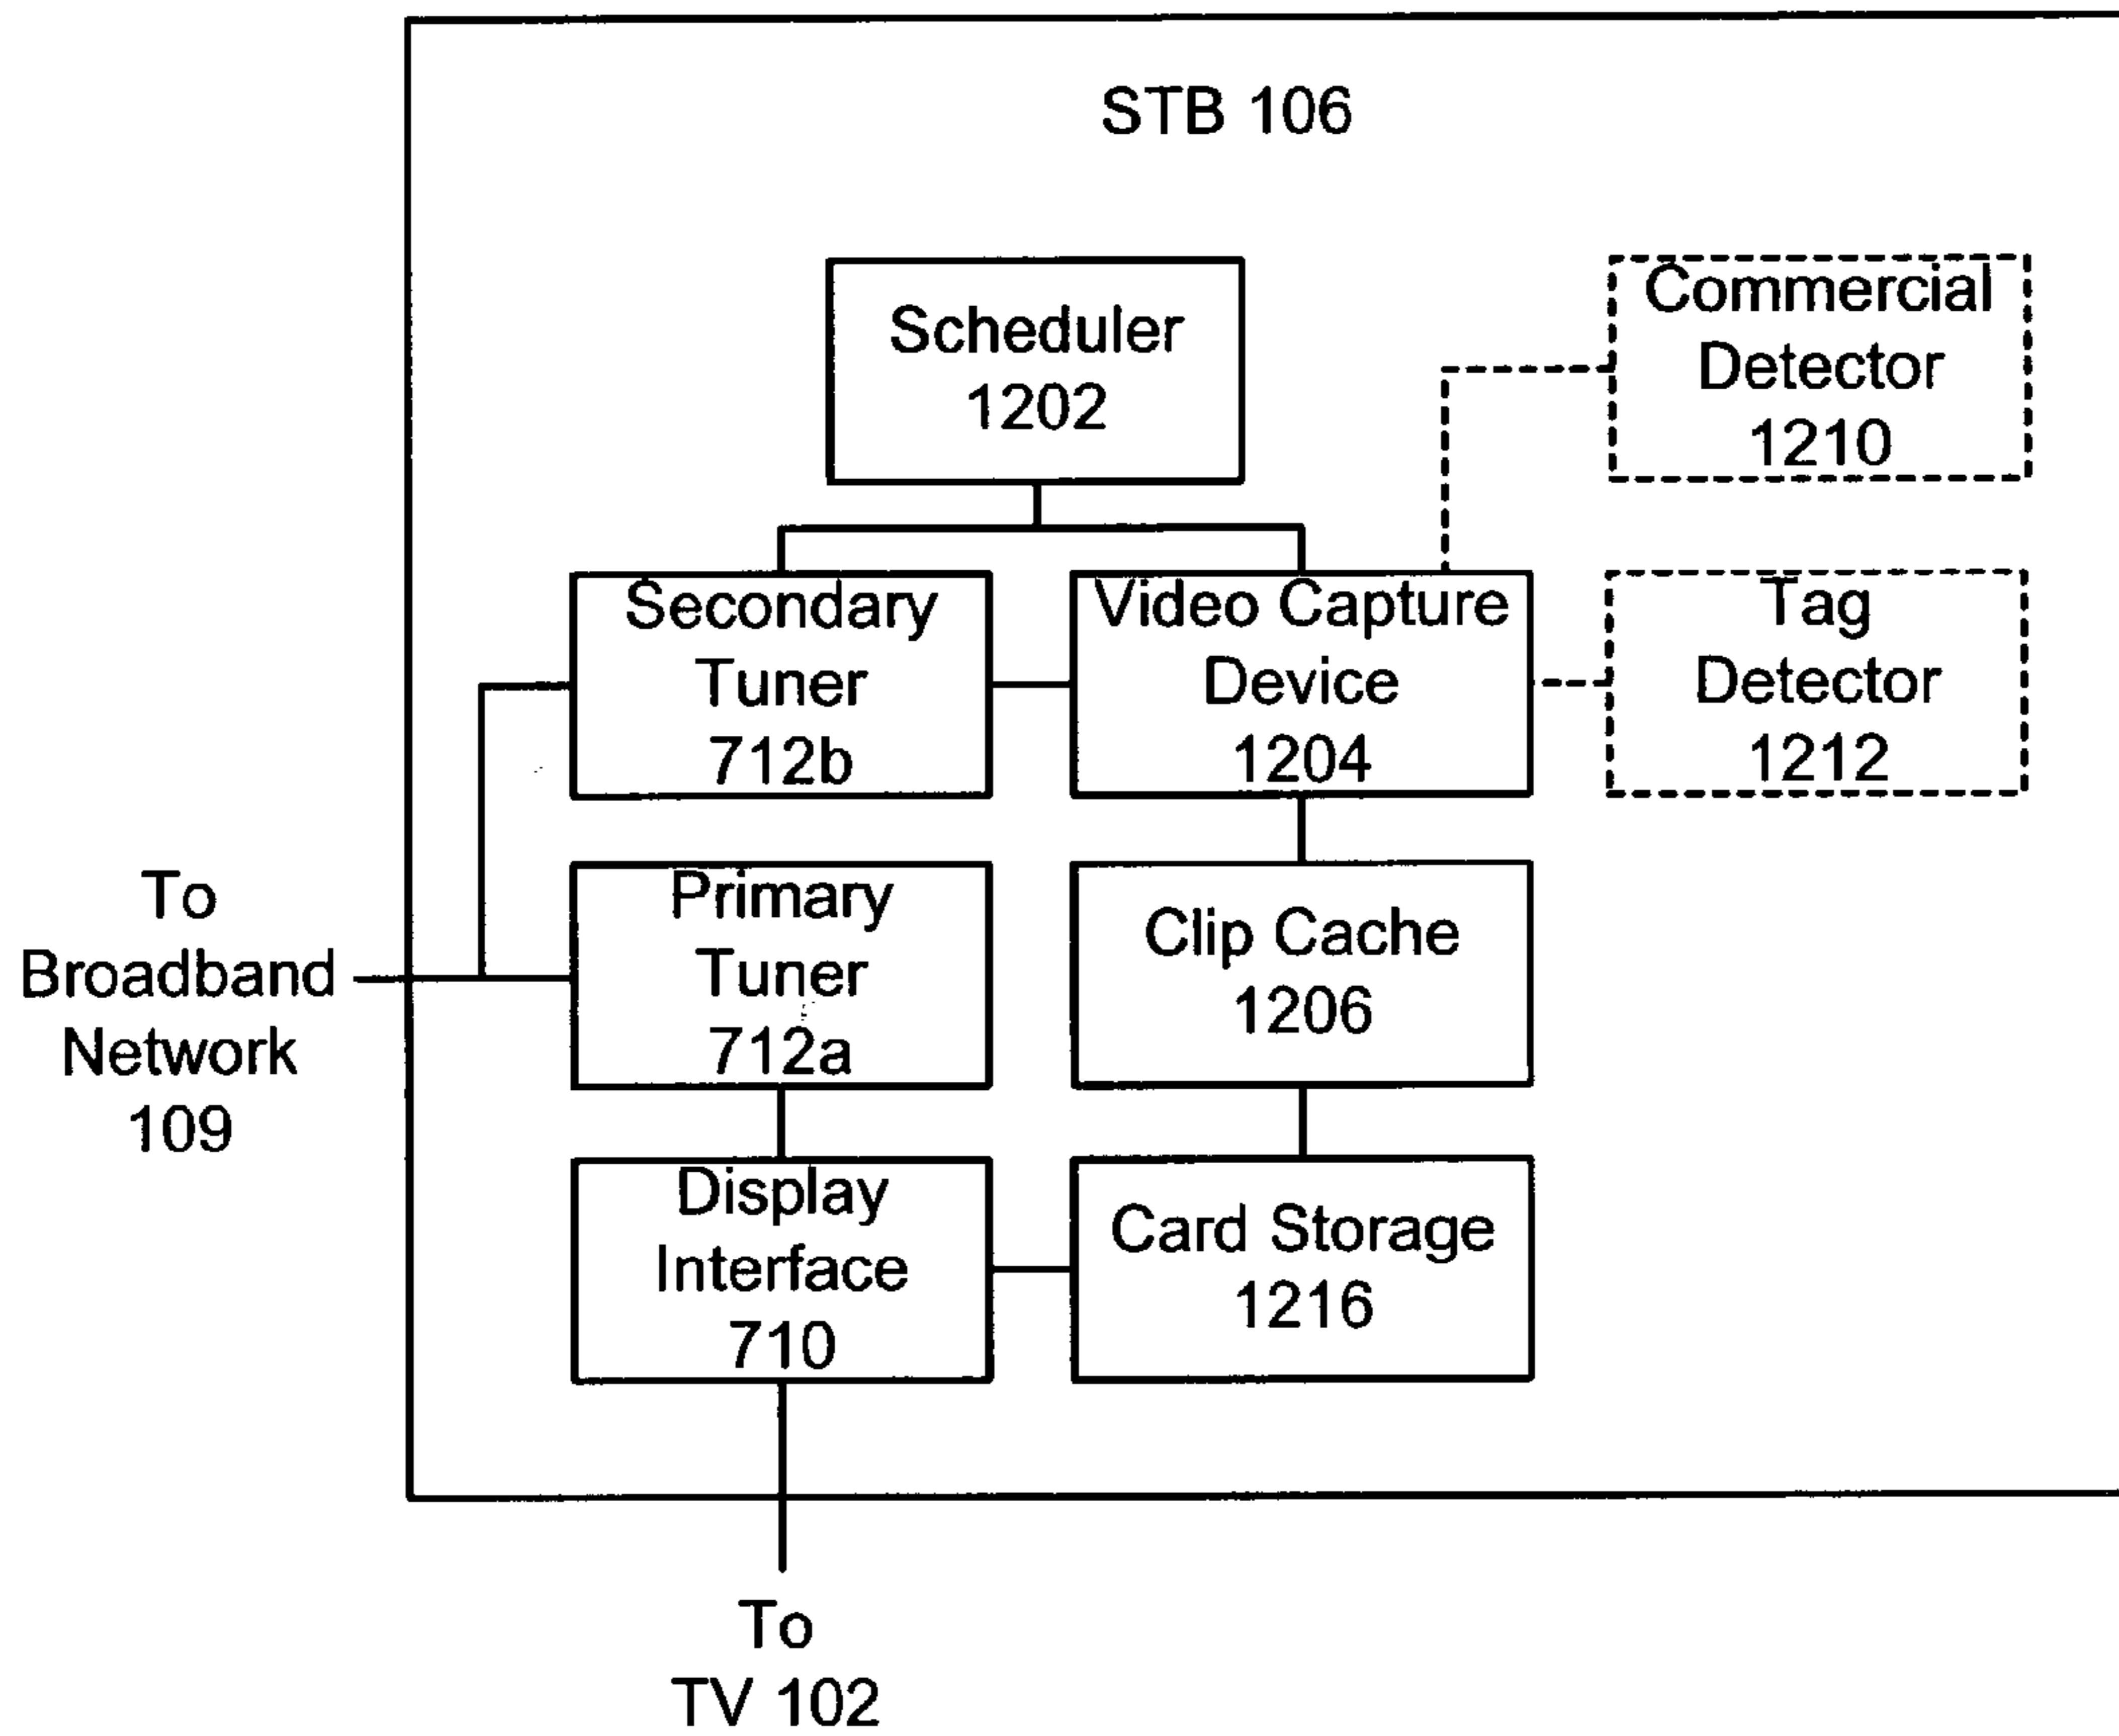 STB 106
Scheduler
1202
Commercial
Detector
1210
Secondary
Tuner
712b
Video Capture
Device
1204
Tag
Detector
1212
To
Broadband
Network
109
Primary
Tuner
712a
Clip Cache
1206
Display
Interface
710
Card Storage
1216
To
TV 102